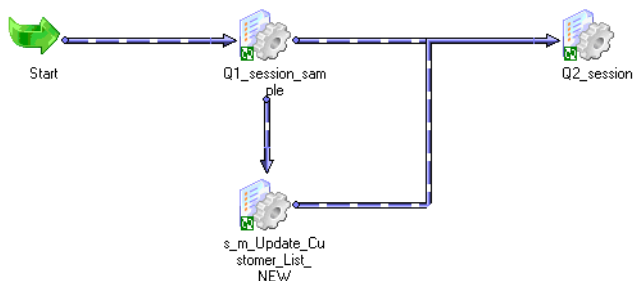 Start
Q1_session_sam
ple
Q2_session
s_m_Update_Cu
stomer_List_
NEW